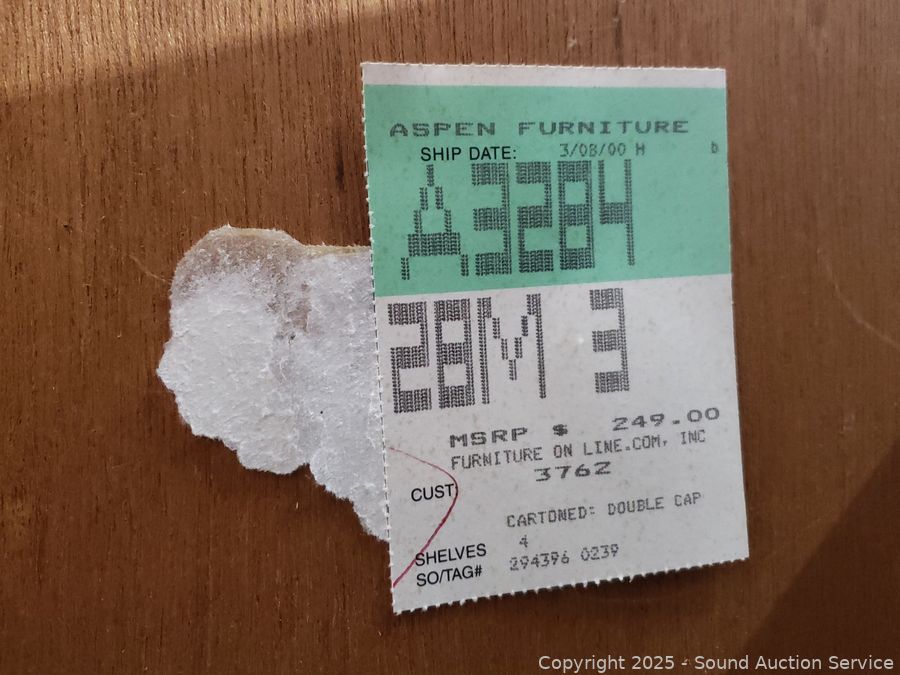 ASPEN FURNITURE
SHIP DATE: 3/08/00 H b
A3284
28M 3
MSRP $ 249.00
FURNITURE ON LINE.COM, INC
3762
CUST:
CARTONED: DOUBLE CAP
SHELVES 4
SO/TAG# 294396 0239
Copyright © 2025 - Sound Auction Service